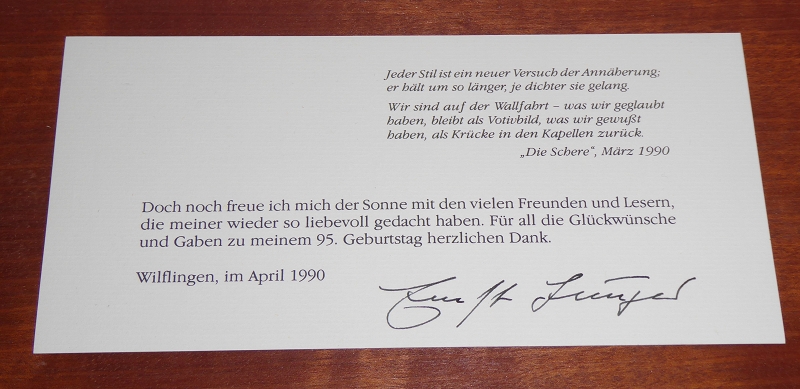 Jeder Stil ist ein neuer Versuch der Annäherung;
er hält um so länger, je dichter sie gelang.
Wir sind auf der Wallfahrt – was wir geglaubt
haben, bleibt als Votivbild, was wir gewußt
haben, als Krücke in den Kapellen zurück.
„Die Schere“, März 1990
Doch noch freue ich mich der Sonne mit den vielen Freunden und Lesern,
die meiner wieder so liebevoll gedacht haben. Für all die Glückwünsche
und Gaben zu meinem 95. Geburtstag herzlichen Dank.
Wilflingen, im April 1990
Ernst Jünger